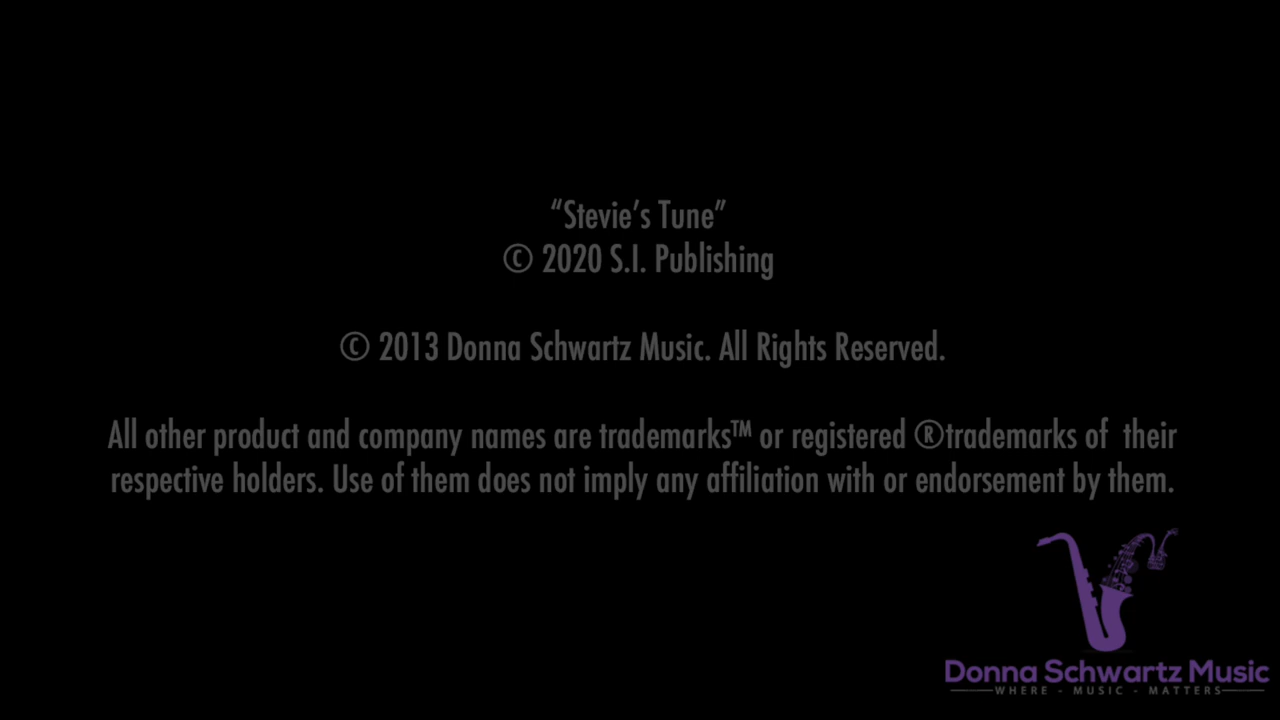 “Stevie’s Tune”
© 2020 S.I. Publishing
© 2013 Donna Schwartz Music. All Rights Reserved.
All other product and company names are trademarks™ or registered ®trademarks of  their
respective holders. Use of them does not imply any affiliation with or endorsement by them.
Donna Schwartz Music
WHERE - MUSIC - MATTERS